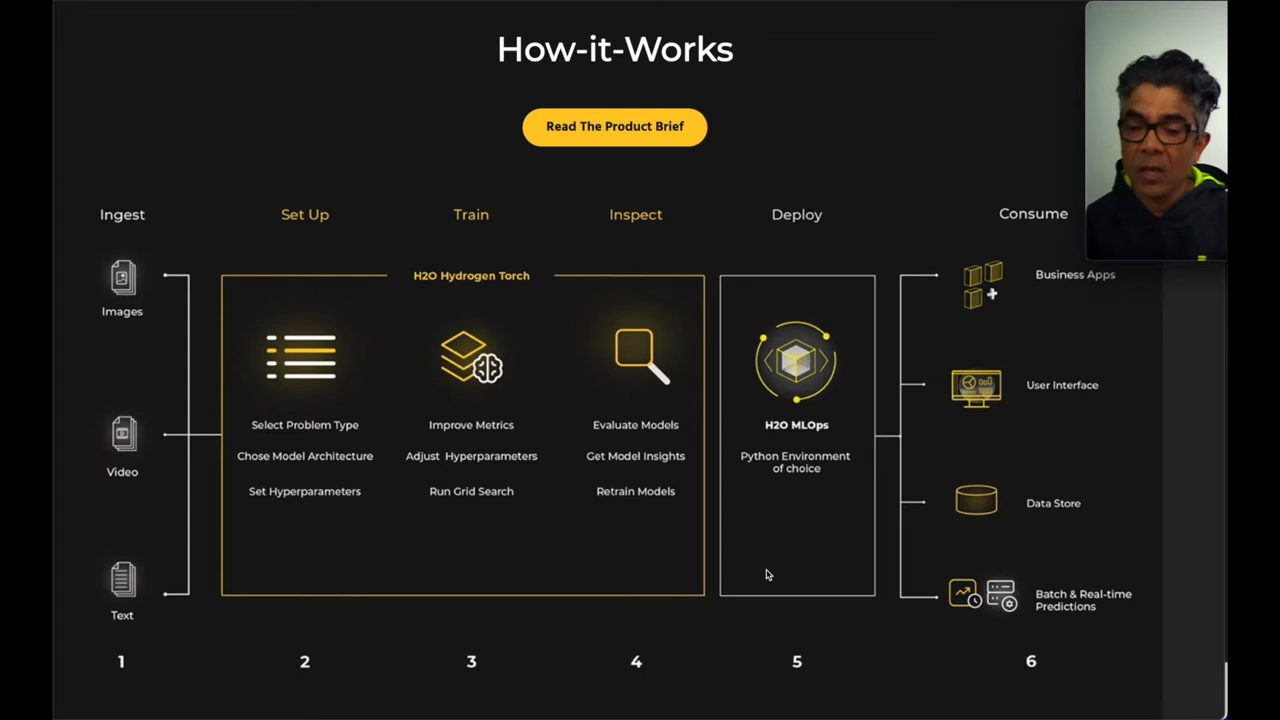 How-it-Works
Read The Product Brief
Ingest
Set Up
Train
Inspect
Deploy
Consume
H2O Hydrogen Torch
Images
Video
Text
Select Problem Type
Chose Model Architecture
Set Hyperparameters
Improve Metrics
Adjust Hyperparameters
Run Grid Search
Evaluate Models
Get Model Insights
Retrain Models
H2O MLOps
Python Environment
of choice
Business Apps
User Interface
Data Store
Batch & Real-time
Predictions
1
2
3
4
5
6